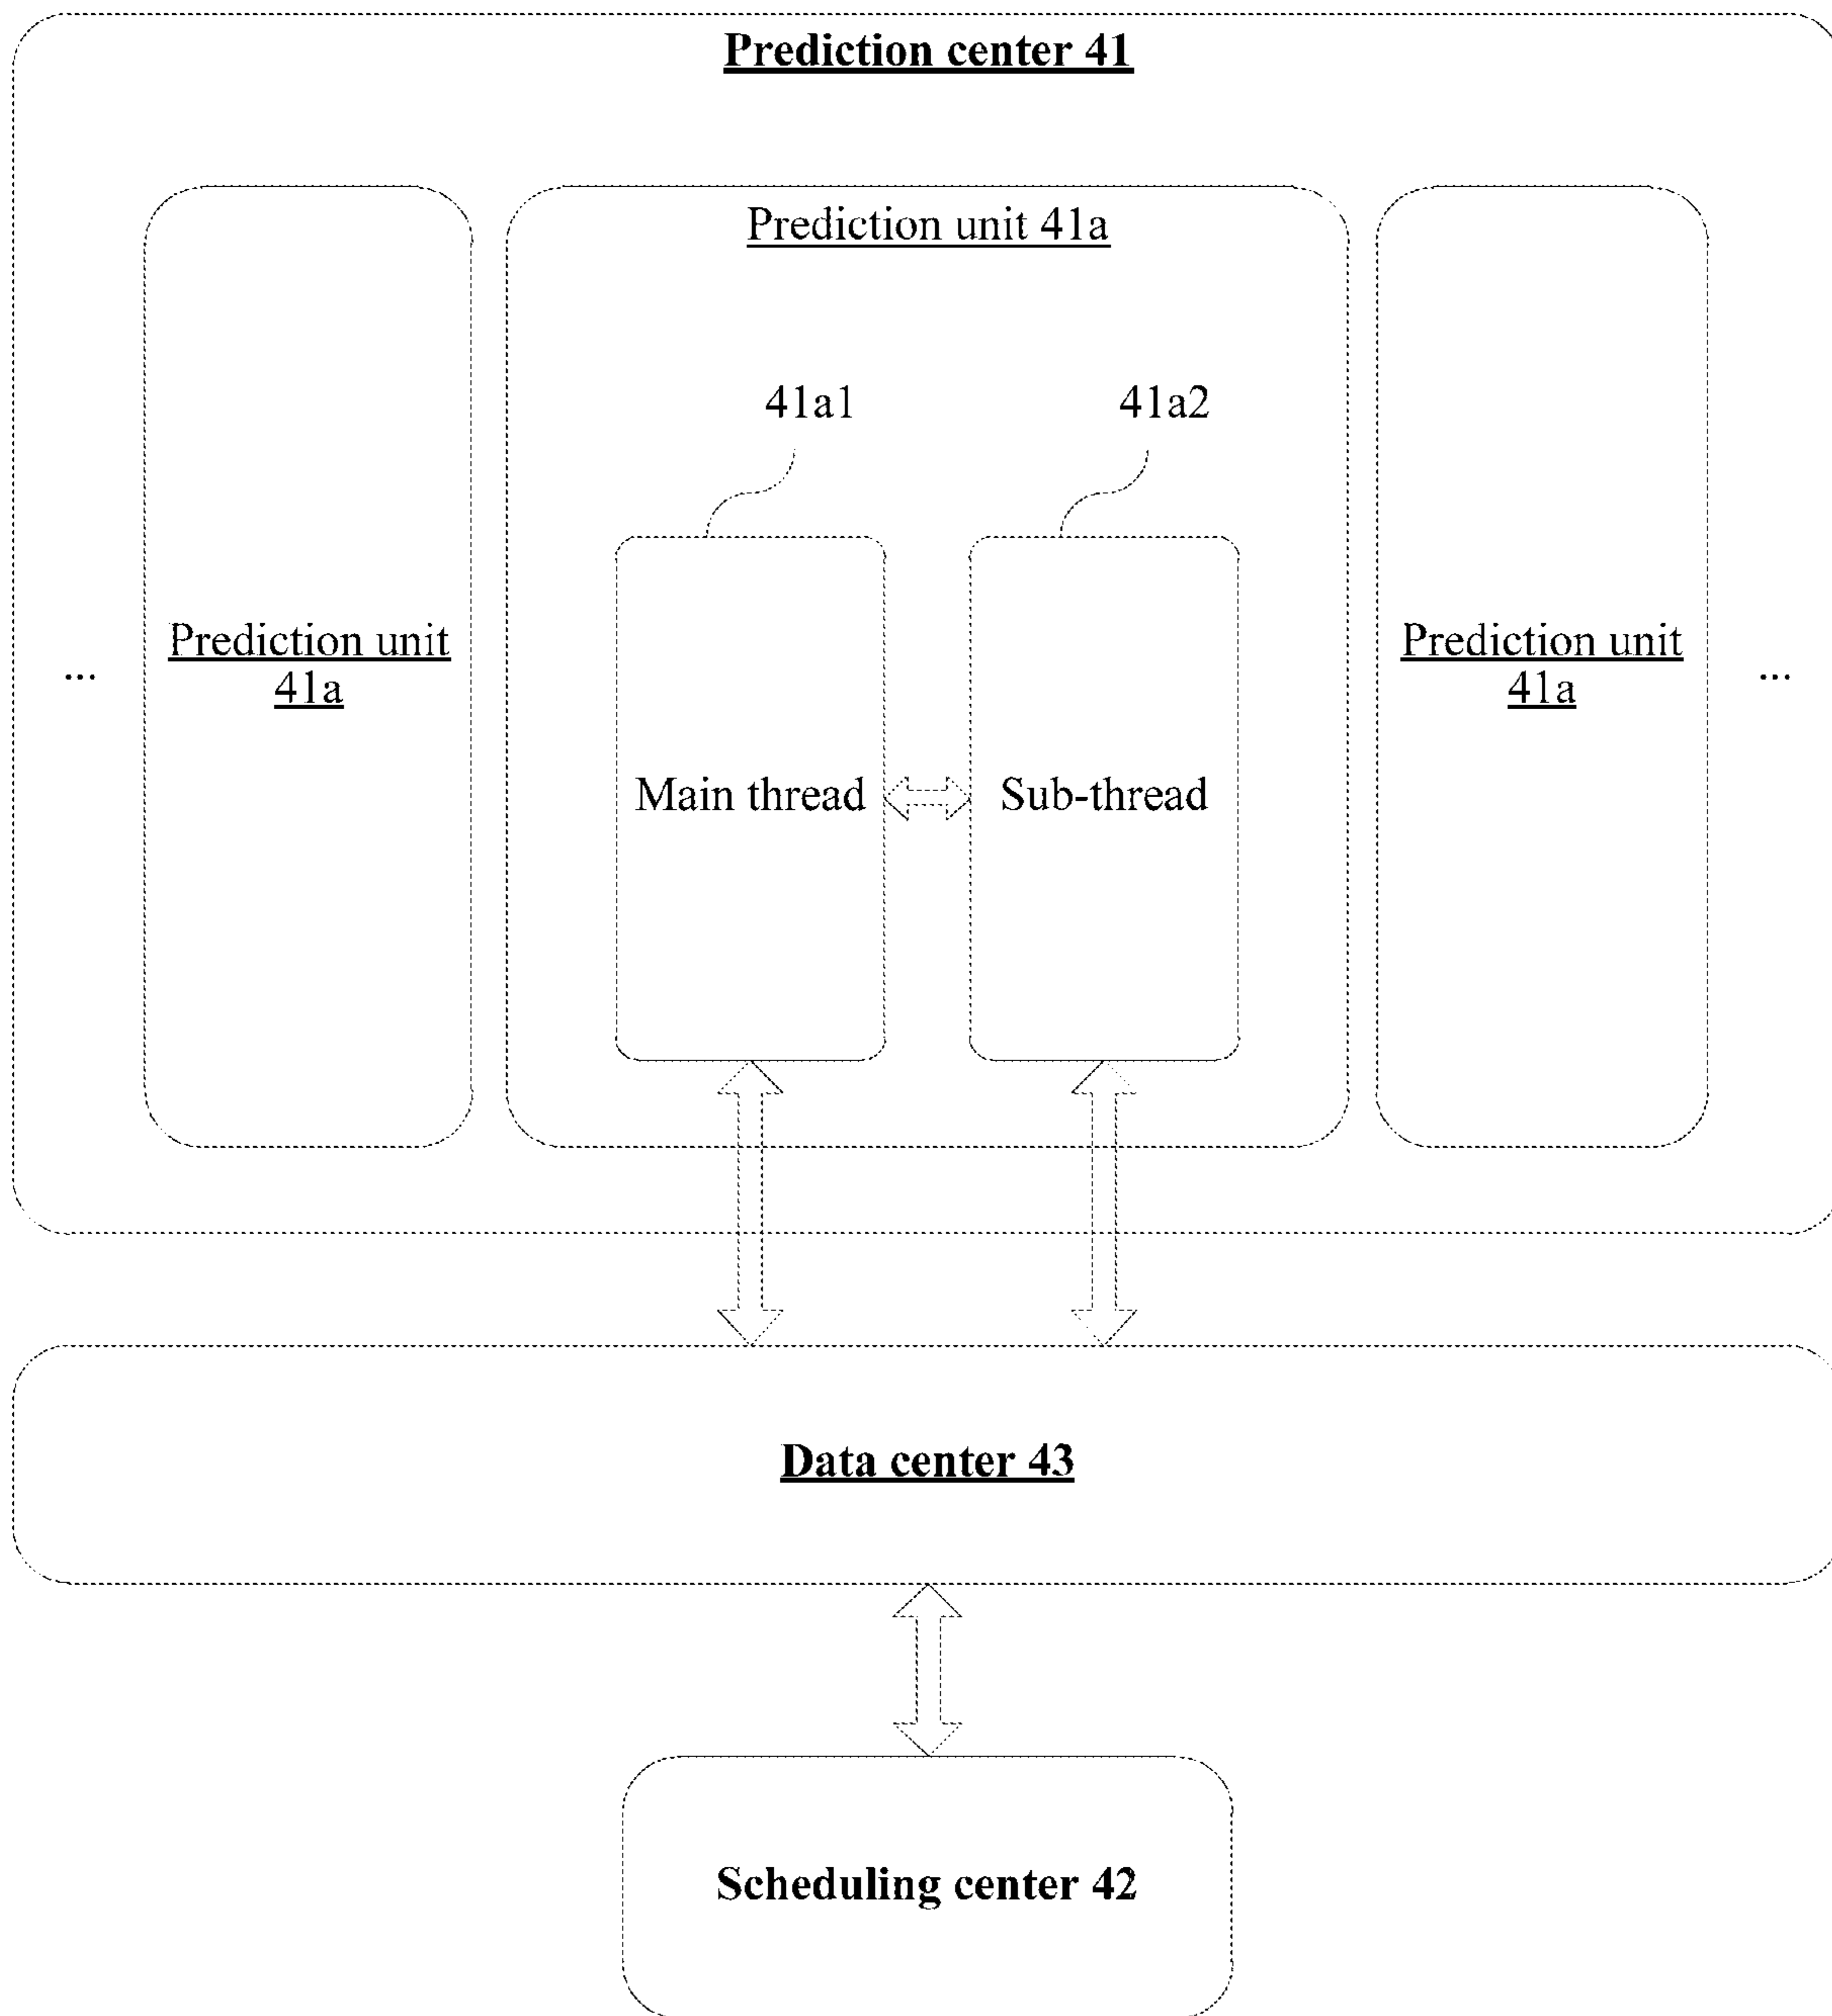 Prediction center 41
Prediction unit 41a
41a1
41a2
...
Prediction unit
41a
Main thread
Sub-thread
Prediction unit
41a
...
Data center 43
Scheduling center 42